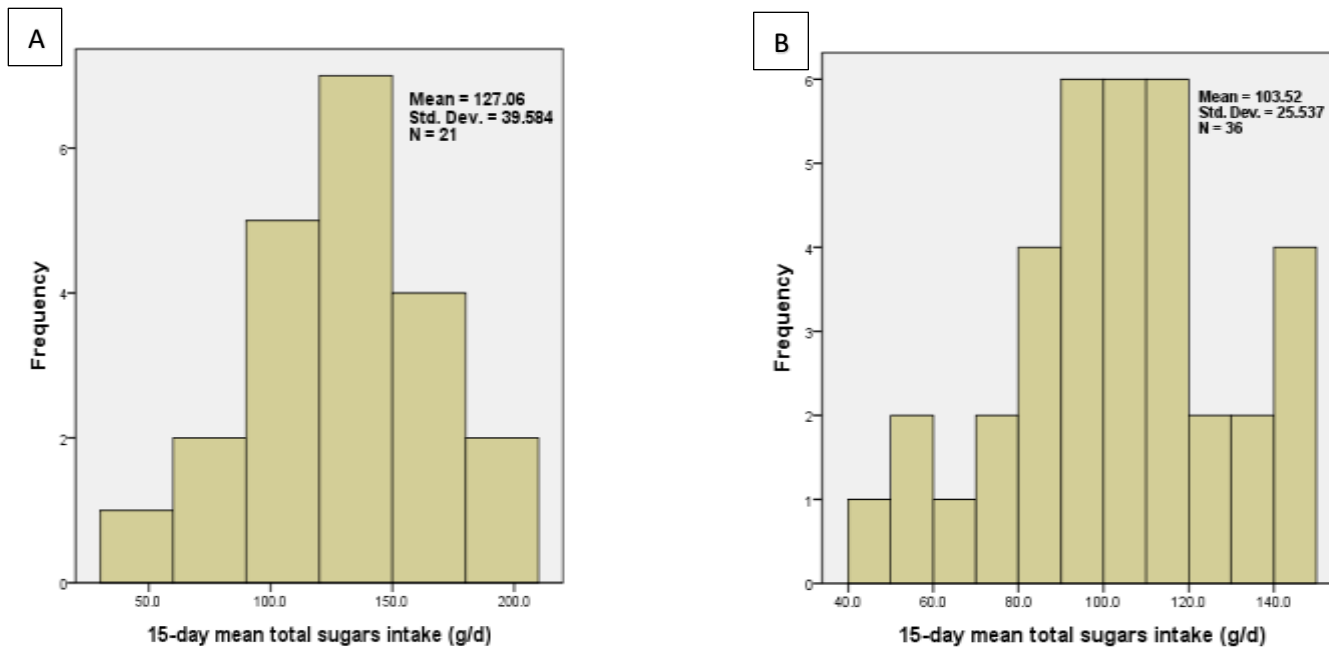 A
Mean = 127.06
Std. Dev. = 39.584
N = 21
Frequency
6
4
2
0
50.0 100.0 150.0 200.0
15-day mean total sugars intake (g/d)
B
Mean = 103.52
Std. Dev. = 25.537
N = 36
Frequency
6
5
4
3
2
1
0
40.0 60.0 80.0 100.0 120.0 140.0
15-day mean total sugars intake (g/d)